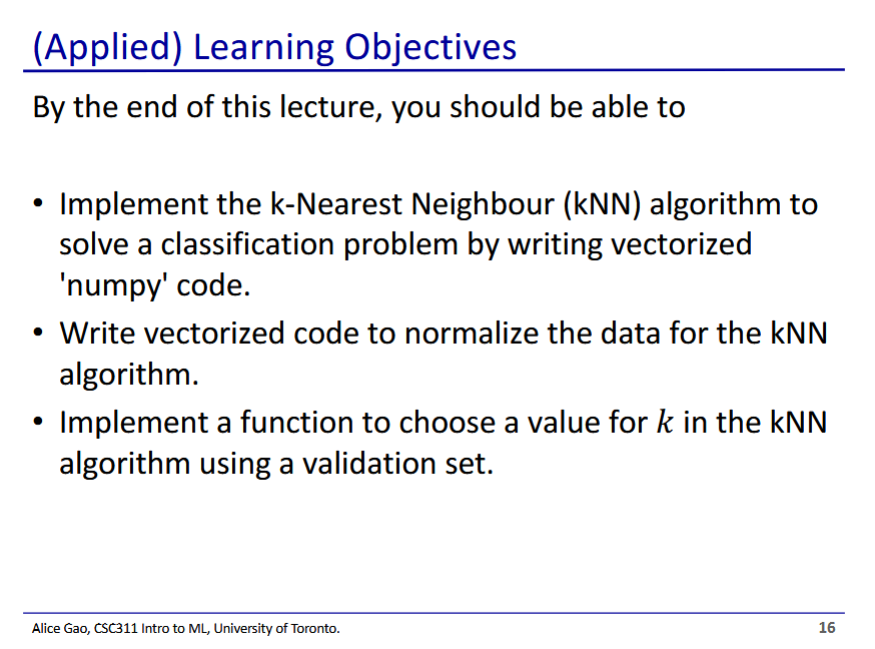 (Applied) Learning Objectives
By the end of this lecture, you should be able to
• Implement the k-Nearest Neighbour (kNN) algorithm to
solve a classification problem by writing vectorized
'numpy' code.
• Write vectorized code to normalize the data for the kNN
algorithm.
• Implement a function to choose a value for k in the kNN
algorithm using a validation set.
Alice Gao, CSC311 Intro to ML, University of Toronto.
16